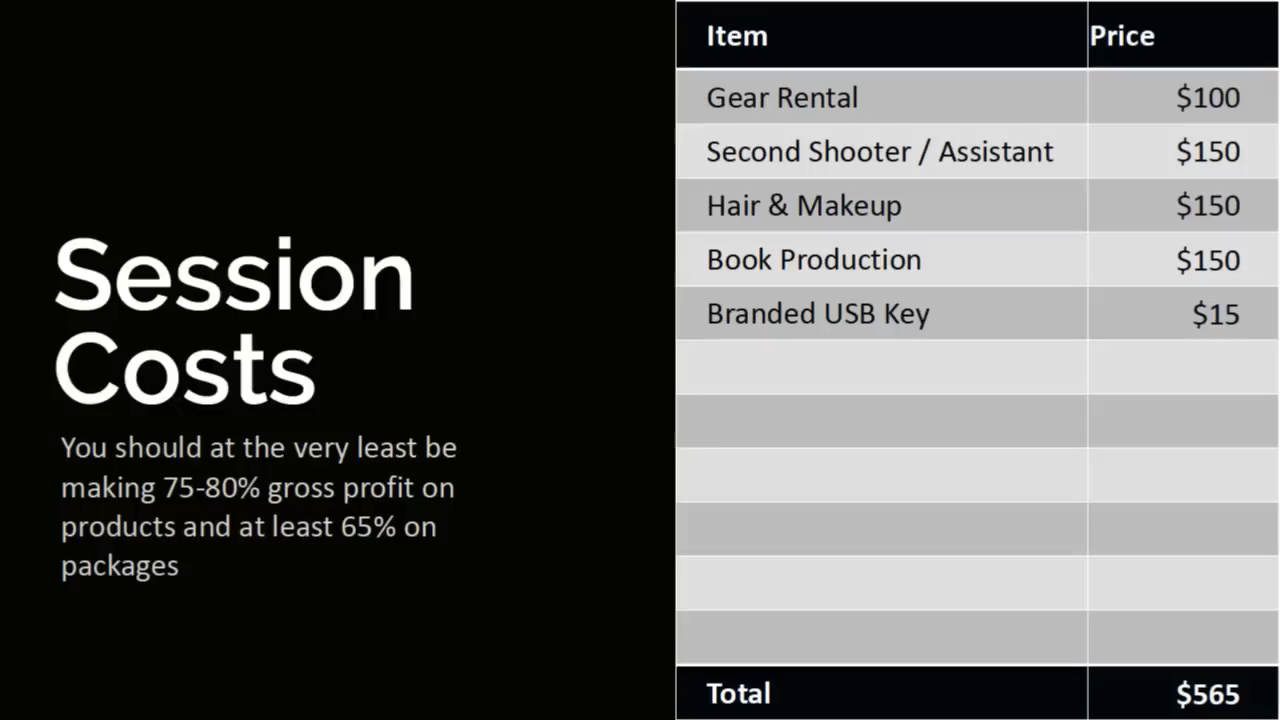 Session
Costs
You should at the very least be
making 75-80% gross profit on
products and at least 65% on
packages
Item Price
Gear Rental $100
Second Shooter / Assistant $150
Hair & Makeup $150
Book Production $150
Branded USB Key $15
Total $565